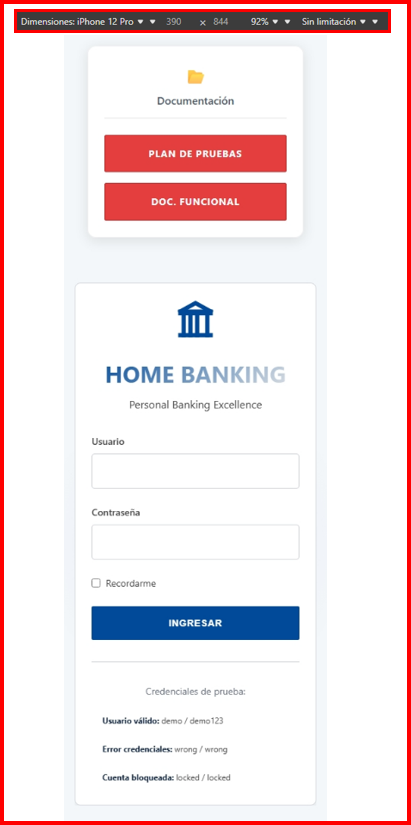 Dimensiones: iPhone 12 Pro ▼ ▼ 390 x 844 92% ▼ ▼ Sin limitación ▼ ▼
Documentación
PLAN DE PRUEBAS
DOC. FUNCIONAL
HOME BANKING
Personal Banking Excellence
Usuario
Contraseña
Recordarme
INGRESAR
Credenciales de prueba:
Usuario válido: demo / demo123
Error credenciales: wrong / wrong
Cuenta bloqueada: locked / locked